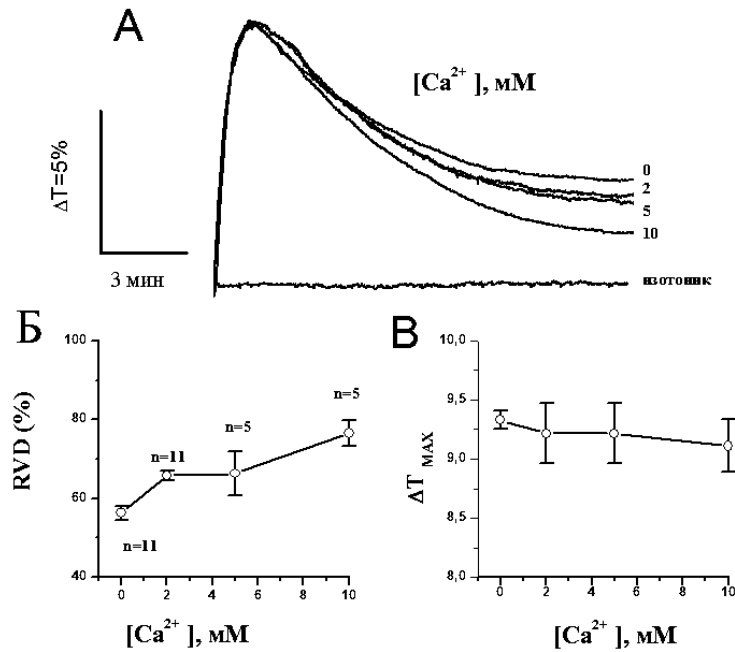 А
[Ca²⁺], мМ
ΔT=5%
3 мин
0
2
5
10
изотоник
Б
RVD (%)
100
80
60
40
n=11
n=11
n=5
n=5
0 2 4 6 8 10
[Ca²⁺], мМ
В
ΔT MAX
10,0
9,5
9,0
8,5
8,0
0 2 4 6 8 10
[Ca²⁺], мМ